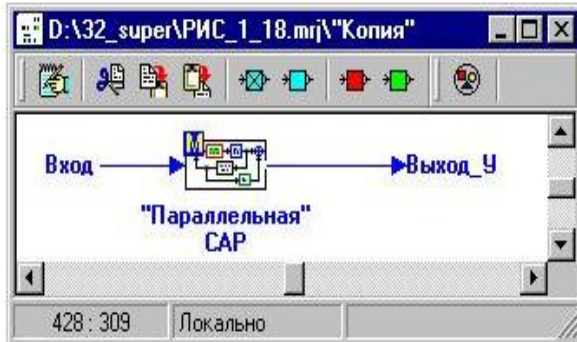 D:\32_super\РИС_1_18.mrj\"Копия"
Вход
Выход_У
"Параллельная"
САР
428 : 309
Локально